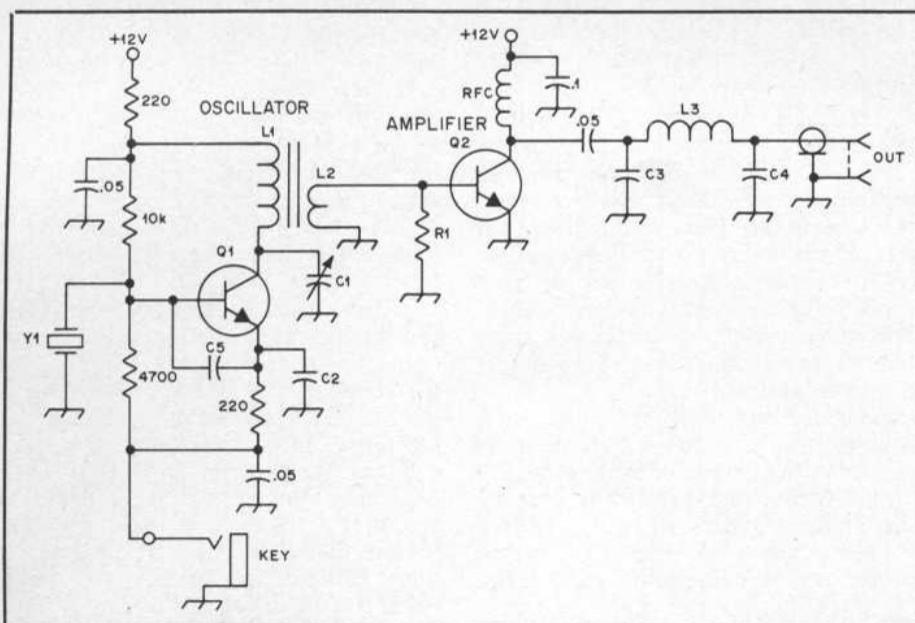 +12V
220
OSCILLATOR
L1
.05
10k
L2
Q1
C1
Y1
4700
C5
C2
220
.05
KEY
+12V
RFC
.1
AMPLIFIER
Q2
R1
.05
L3
C3
C4
OUT